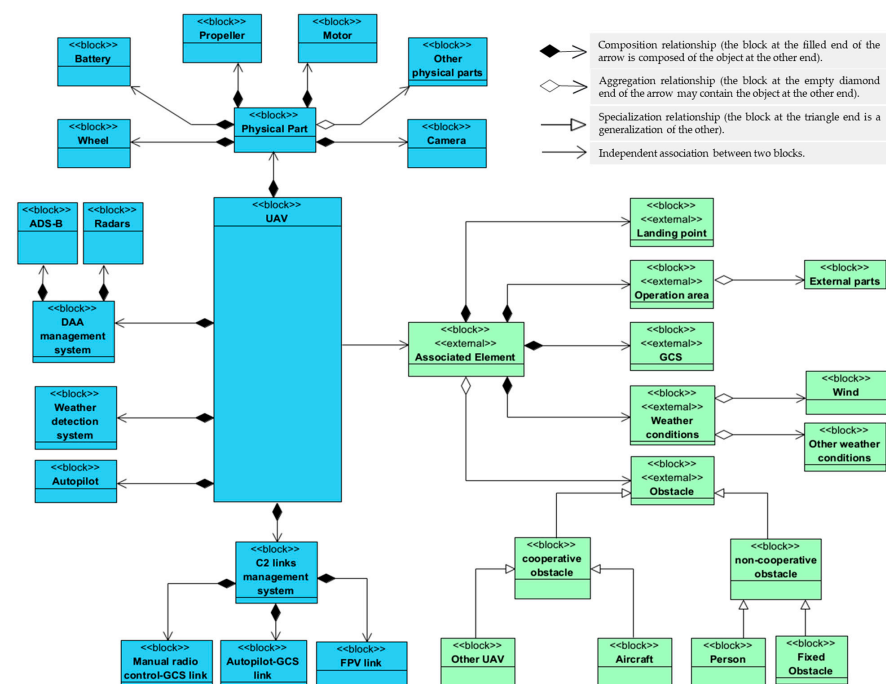 <<block>>
Propeller
<<block>>
Motor
<<block>>
Battery
<<block>>
Other
physical parts
<<block>>
Physical Part
<<block>>
Wheel
<<block>>
Camera
Composition relationship (the block at the filled end of the
arrow is composed of the object at the other end).
Aggregation relationship (the block at the empty diamond
end of the arrow may contain the object at the other end).
Specialization relationship (the block at the triangle end is a
generalization of the other).
Independent association between two blocks.
<<block>>
ADS-B
<<block>>
Radars
<<block>>
UAV
<<block>>
DAA
management
system
<<block>>
Weather
detection
system
<<block>>
Autopilot
<<block>>
C2 links
management
system
<<block>>
Manual radio
control-GCS link
<<block>>
Autopilot-GCS
link
<<block>>
FPV link
<<block>>
<<external>>
Landing point
<<block>>
<<external>>
Operation area
<<block>>
External parts
<<block>>
<<external>>
Associated Element
<<block>>
<<external>>
GCS
<<block>>
<<external>>
Weather
conditions
<<block>>
Wind
<<block>>
Other weather
conditions
<<block>>
<<external>>
Obstacle
<<block>>
cooperative
obstacle
<<block>>
non-cooperative
obstacle
<<block>>
Other UAV
<<block>>
Aircraft
<<block>>
Person
<<block>>
Fixed
Obstacle